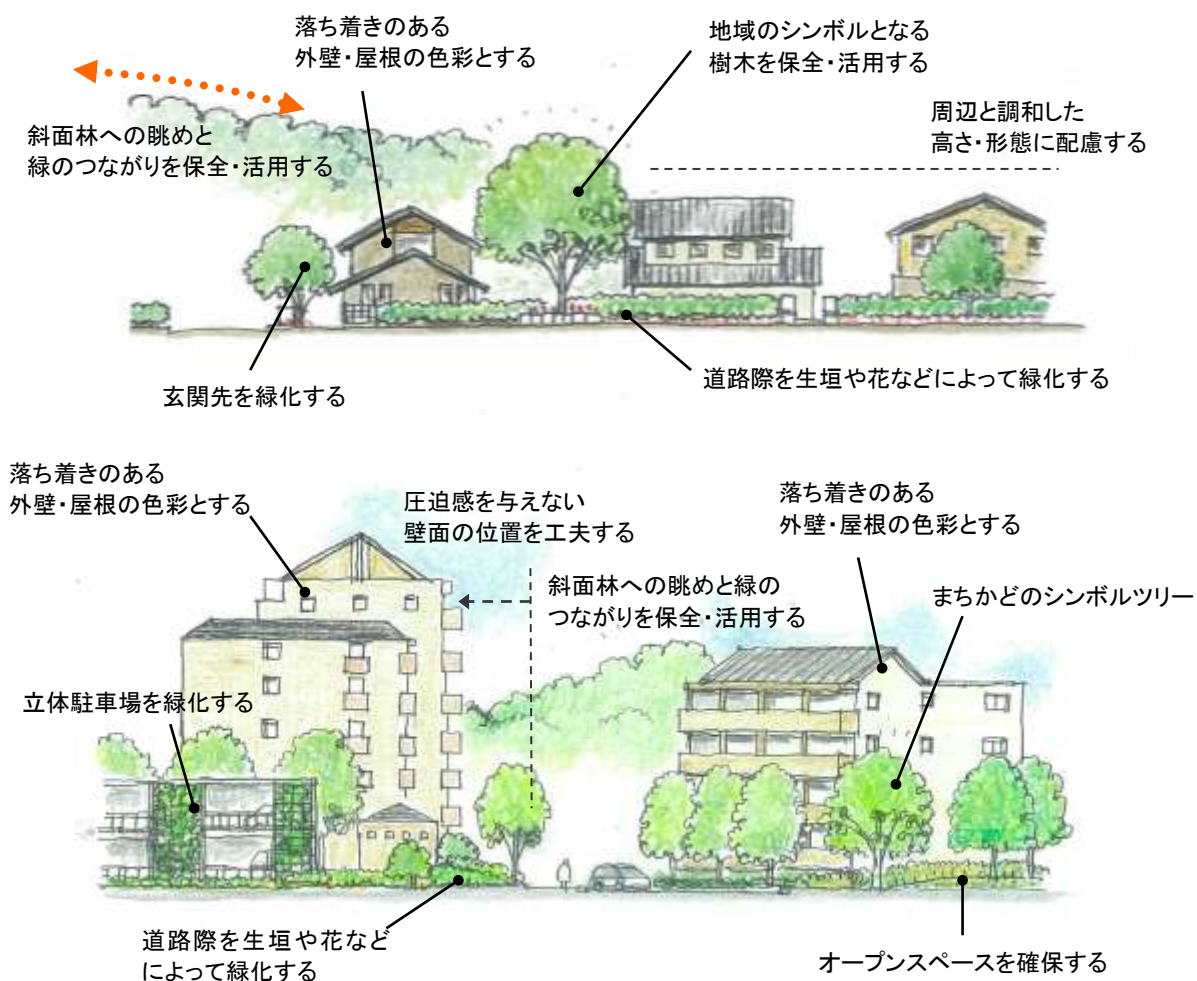 落ち着きのある
外壁・屋根の色彩とする
地域のシンボルとなる
樹木を保全・活用する
周辺と調和した
高さ・形態に配慮する
斜面林への眺めと
緑のつながりを保全・活用する
玄関先を緑化する
道路際を生垣や花などによって緑化する
落ち着きのある
外壁・屋根の色彩とする
圧迫感を与えない
壁面の位置を工夫する
落ち着きのある
外壁・屋根の色彩とする
斜面林への眺めと緑の
つながりを保全・活用する
まちかどのシンボルツリー
立体駐車場を緑化する
道路際を生垣や花など
によって緑化する
オープンスペースを確保する